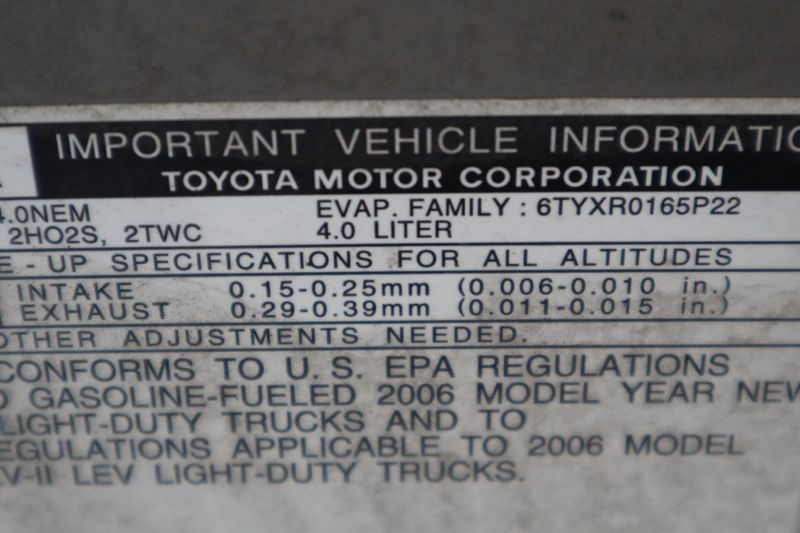 IMPORTANT VEHICLE INFORMATIO
TOYOTA MOTOR CORPORATION
4.0NEM EVAP. FAMILY : 6TYXR0165P22
2HO2S, 2TWC 4.0 LITER
E - UP SPECIFICATIONS FOR ALL ALTITUDES
INTAKE 0.15-0.25mm (0.006-0.010 in.)
EXHAUST 0.29-0.39mm (0.011-0.015 in.)
OTHER ADJUSTMENTS NEEDED.
CONFORMS TO U.S. EPA REGULATIONS
D GASOLINE-FUELED 2006 MODEL YEAR NEW
LIGHT-DUTY TRUCKS AND TO
EGULATIONS APPLICABLE TO 2006 MODEL
EV-II LEV LIGHT-DUTY TRUCKS.